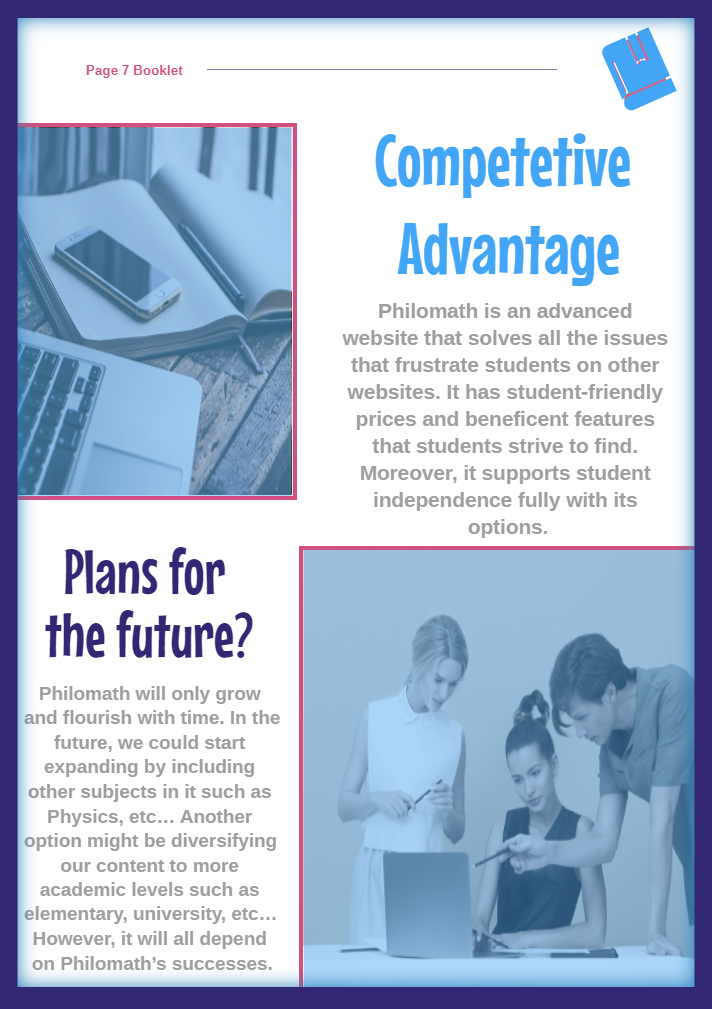 Page 7 Booklet
Competetive
Advantage
Philomath is an advanced
website that solves all the issues
that frustrate students on other
websites. It has student-friendly
prices and beneficent features
that students strive to find.
Moreover, it supports student
independence fully with its
options.
Plans for
the future?
Philomath will only grow
and flourish with time. In the
future, we could start
expanding by including
other subjects in it such as
Physics, etc… Another
option might be diversifying
our content to more
academic levels such as
elementary, university, etc…
However, it will all depend
on Philomath’s successes.